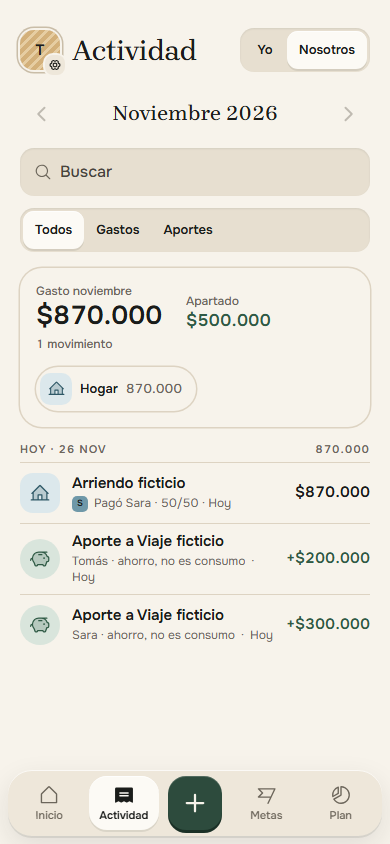 T
Actividad
Yo
Nosotros
Noviembre 2026
Buscar
Todos
Gastos
Aportes
Gasto noviembre
$870.000
Apartado
$500.000
1 movimiento
Hogar 870.000
HOY · 26 NOV
870.000
Arriendo ficticio
S Pagó Sara · 50/50 · Hoy
$870.000
Aporte a Viaje ficticio
Tomás · ahorro, no es consumo ·
Hoy
+$200.000
Aporte a Viaje ficticio
Sara · ahorro, no es consumo · Hoy
+$300.000
Inicio
Actividad
Metas
Plan